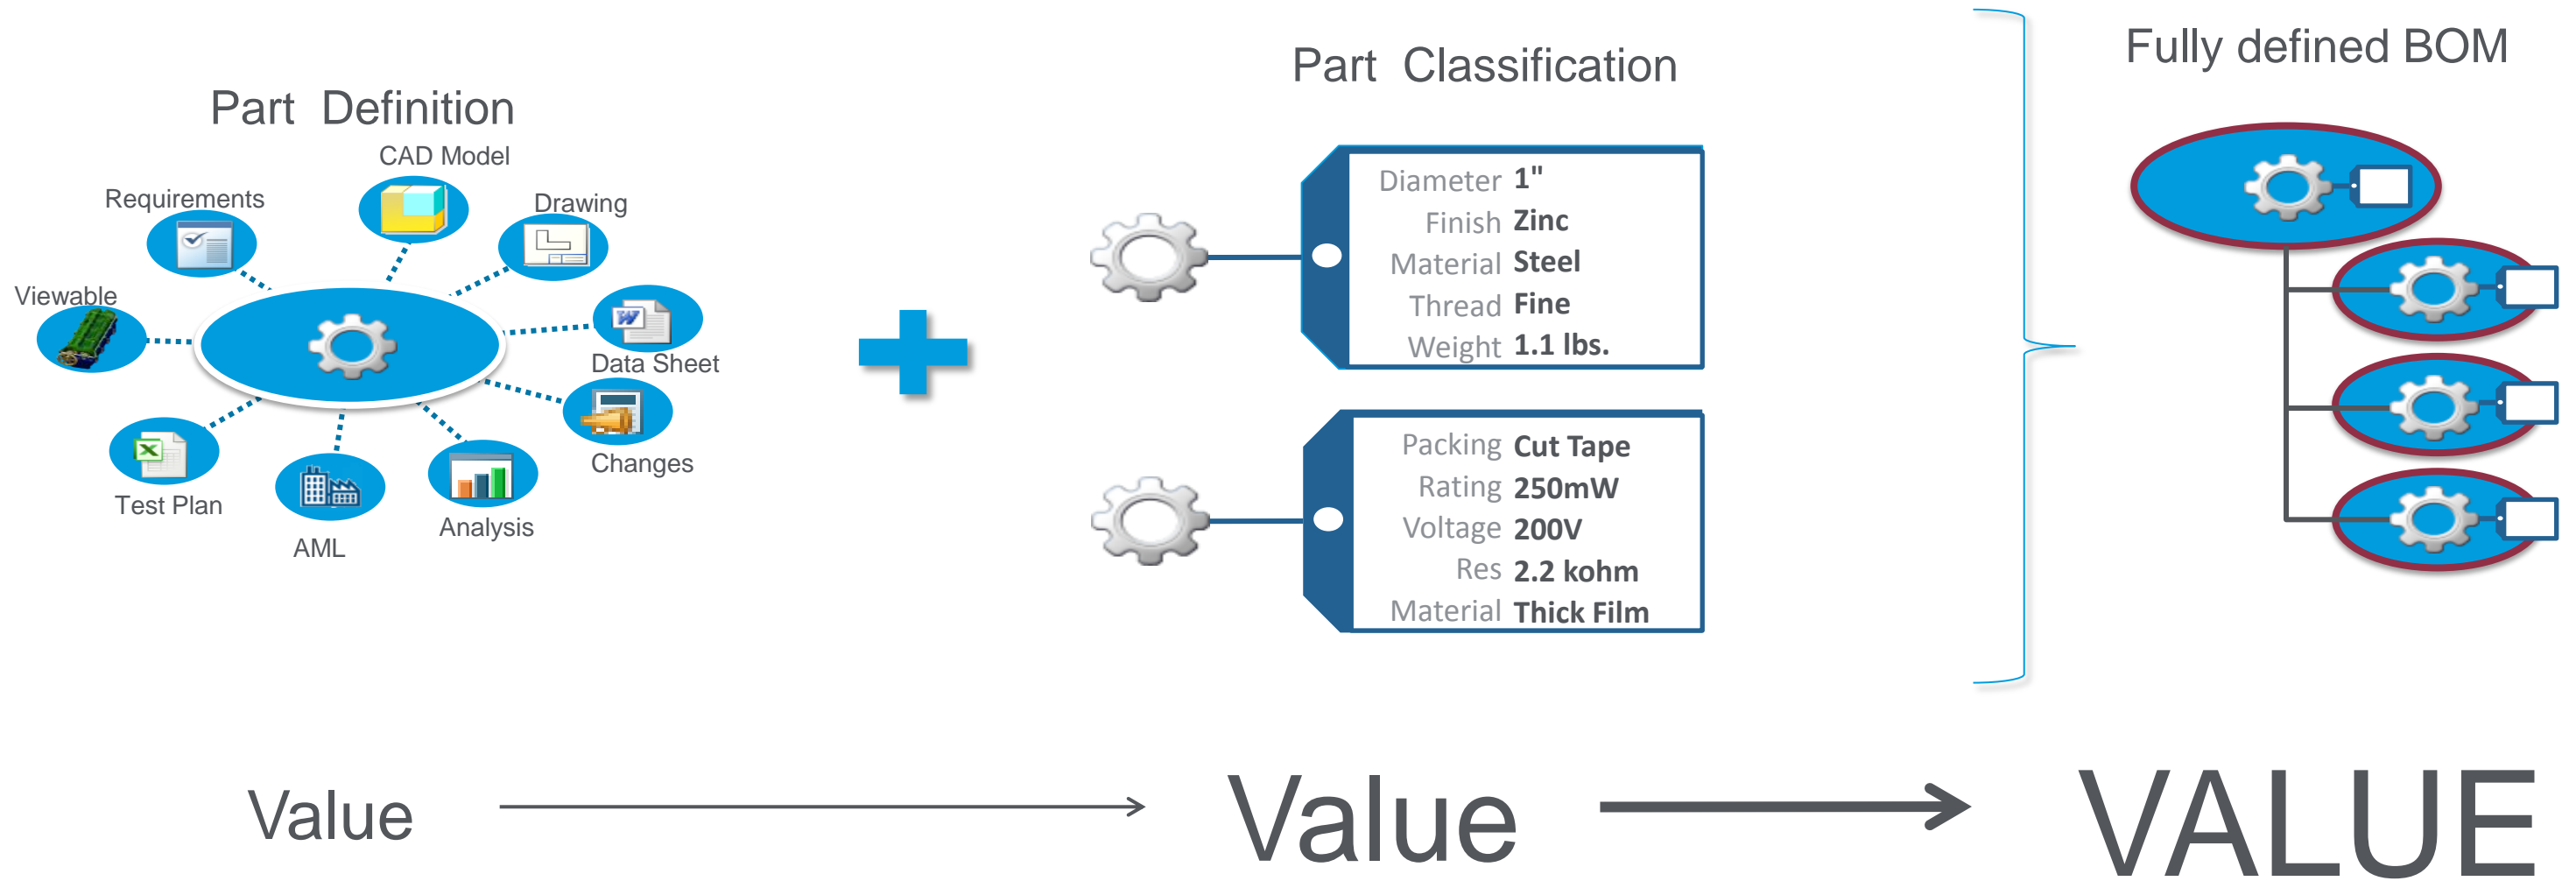 Part Definition
CAD Model
Requirements
Drawing
Viewable
Data Sheet
Changes
Test Plan
Analysis
AML
Part Classification
Diameter 1"
Finish Zinc
Material Steel
Thread Fine
Weight 1.1 lbs.
Packing Cut Tape
Rating 250mW
Voltage 200V
Res 2.2 kohm
Material Thick Film
Fully defined BOM
Value
Value
VALUE